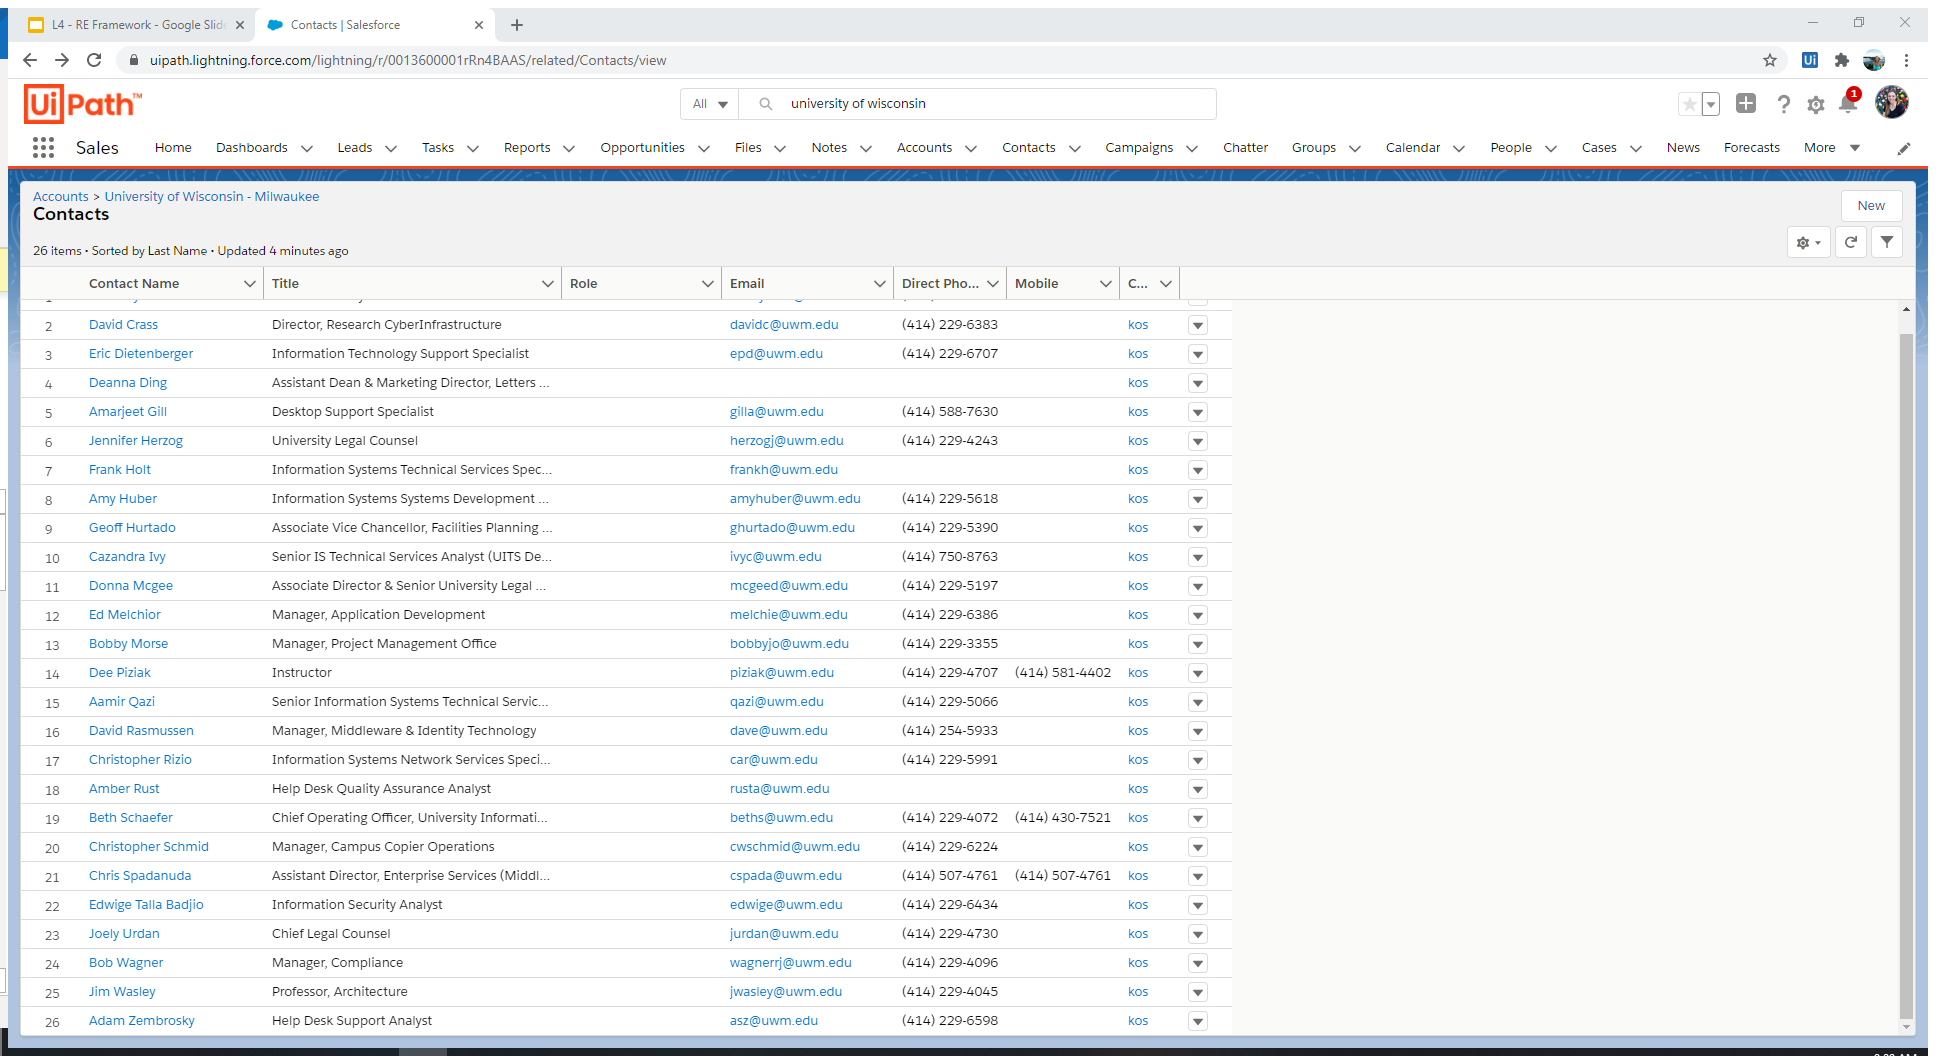 L4 - RE Framework - Google Slide
Contacts | Salesforce
uipath.lightning.force.com/lightning/r/0013600001rRn4BAAS/related/Contacts/view
Ui
UiPath™
All
university of wisconsin
1
Sales Home Dashboards Leads Tasks Reports Opportunities Files Notes Accounts Contacts Campaigns Chatter Groups Calendar People Cases News Forecasts More
Accounts > University of Wisconsin - Milwaukee
Contacts
New
26 items • Sorted by Last Name • Updated 4 minutes ago
Contact Name Title Role Email Direct Pho... Mobile C...
2 David Crass Director, Research CyberInfrastructure davidc@uwm.edu (414) 229-6383 kos
3 Eric Dietenberger Information Technology Support Specialist epd@uwm.edu (414) 229-6707 kos
4 Deanna Ding Assistant Dean & Marketing Director, Letters ... kos
5 Amarjeet Gill Desktop Support Specialist gilla@uwm.edu (414) 588-7630 kos
6 Jennifer Herzog University Legal Counsel herzogj@uwm.edu (414) 229-4243 kos
7 Frank Holt Information Systems Technical Services Spec... frankh@uwm.edu kos
8 Amy Huber Information Systems Systems Development ... amyhuber@uwm.edu (414) 229-5618 kos
9 Geoff Hurtado Associate Vice Chancellor, Facilities Planning ... ghurtado@uwm.edu (414) 229-5390 kos
10 Cazandra Ivy Senior IS Technical Services Analyst (UITS De... ivyc@uwm.edu (414) 750-8763 kos
11 Donna Mcgee Associate Director & Senior University Legal ... mcgeed@uwm.edu (414) 229-5197 kos
12 Ed Melchior Manager, Application Development melchie@uwm.edu (414) 229-6386 kos
13 Bobby Morse Manager, Project Management Office bobbyjo@uwm.edu (414) 229-3355 kos
14 Dee Piziak Instructor piziak@uwm.edu (414) 229-4707 (414) 581-4402 kos
15 Aamir Qazi Senior Information Systems Technical Servic... qazi@uwm.edu (414) 229-5066 kos
16 David Rasmussen Manager, Middleware & Identity Technology dave@uwm.edu (414) 254-5933 kos
17 Christopher Rizio Information Systems Network Services Speci... car@uwm.edu (414) 229-5991 kos
18 Amber Rust Help Desk Quality Assurance Analyst rusta@uwm.edu kos
19 Beth Schaefer Chief Operating Officer, University Informati... beths@uwm.edu (414) 229-4072 (414) 430-7521 kos
20 Christopher Schmid Manager, Campus Copier Operations cwschmid@uwm.edu (414) 229-6224 kos
21 Chris Spadanuda Assistant Director, Enterprise Services (Middl... cspada@uwm.edu (414) 507-4761 (414) 507-4761 kos
22 Edwige Talla Badjio Information Security Analyst edwige@uwm.edu (414) 229-6434 kos
23 Joely Urdan Chief Legal Counsel jurdan@uwm.edu (414) 229-4730 kos
24 Bob Wagner Manager, Compliance wagnerrj@uwm.edu (414) 229-4096 kos
25 Jim Wasley Professor, Architecture jwasley@uwm.edu (414) 229-4045 kos
26 Adam Zembrosky Help Desk Support Analyst asz@uwm.edu (414) 229-6598 kos